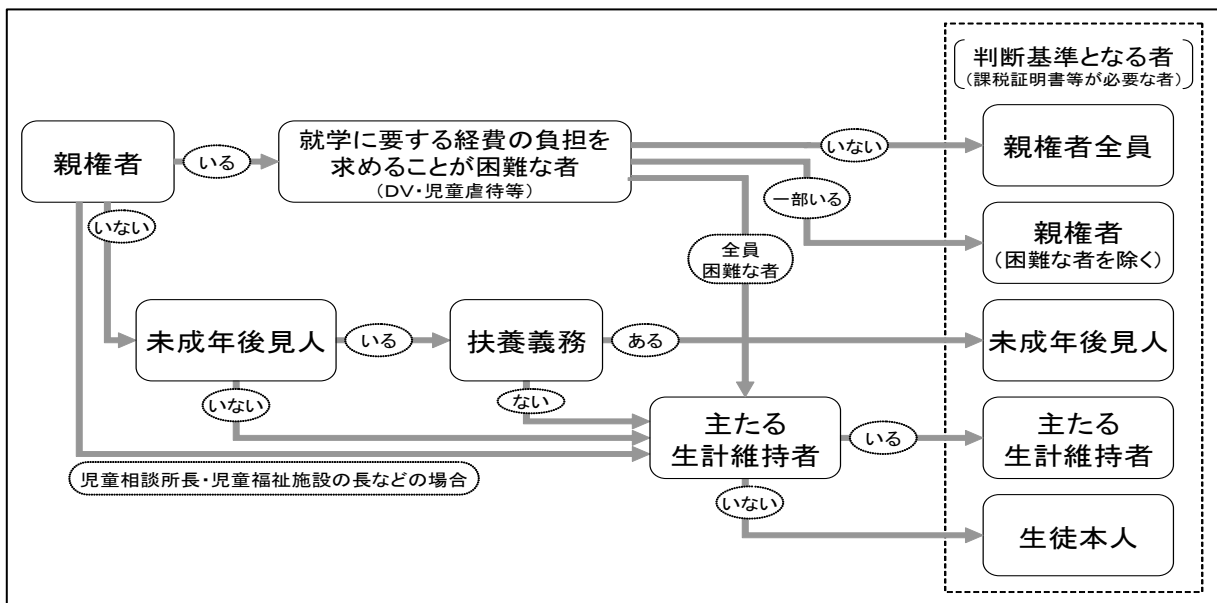 判断基準となる者
(課税証明書等が必要な者)
親権者
いる
就学に要する経費の負担を
求めることが困難な者
(DV・児童虐待等)
いない
親権者全員
一部いる
親権者
(困難な者を除く)
いない
全員
困難な者
未成年後見人
いる
扶養義務
ある
未成年後見人
いない
ない
主たる
生計維持者
いる
主たる
生計維持者
児童相談所長・児童福祉施設の長などの場合
いない
生徒本人